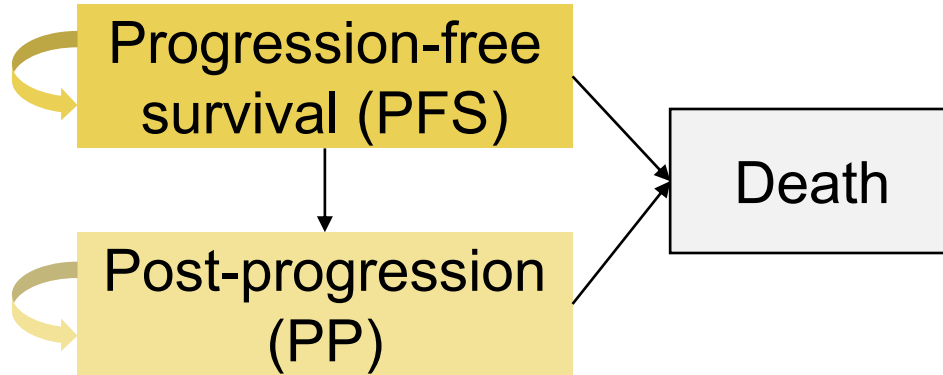 Progression-free
survival (PFS)
Death
Post-progression
(PP)